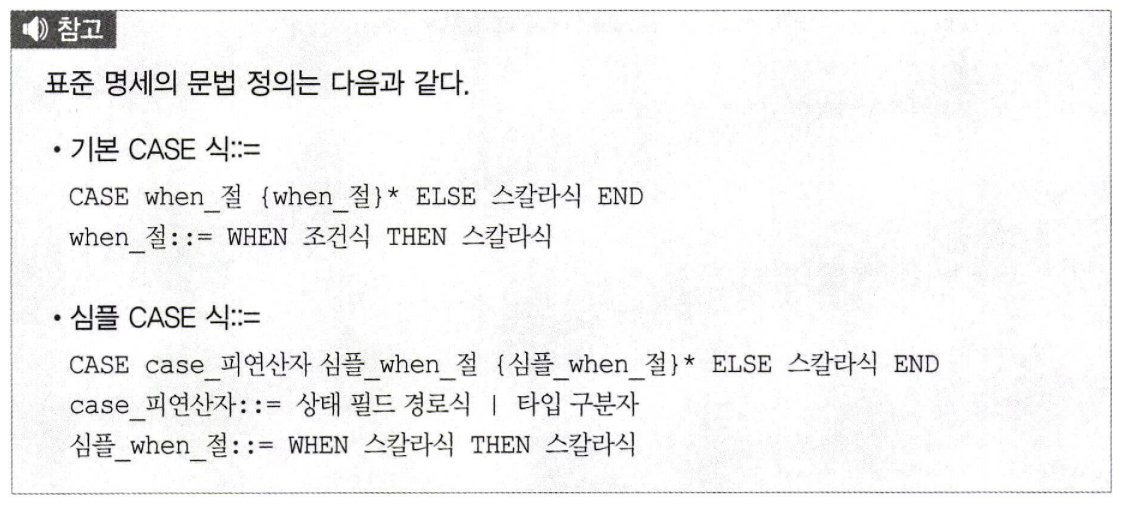 참고
표준 명세의 문법 정의는 다음과 같다.
• 기본 CASE 식::=
CASE when_절 {when_절}* ELSE 스칼라식 END
when_절::= WHEN 조건식 THEN 스칼라식
• 심플 CASE 식::=
CASE case_피연산자 심플_when_절 {심플_when_절}* ELSE 스칼라식 END
case_피연산자::= 상태 필드 경로식 | 타입 구분자
심플_when_절::= WHEN 스칼라식 THEN 스칼라식